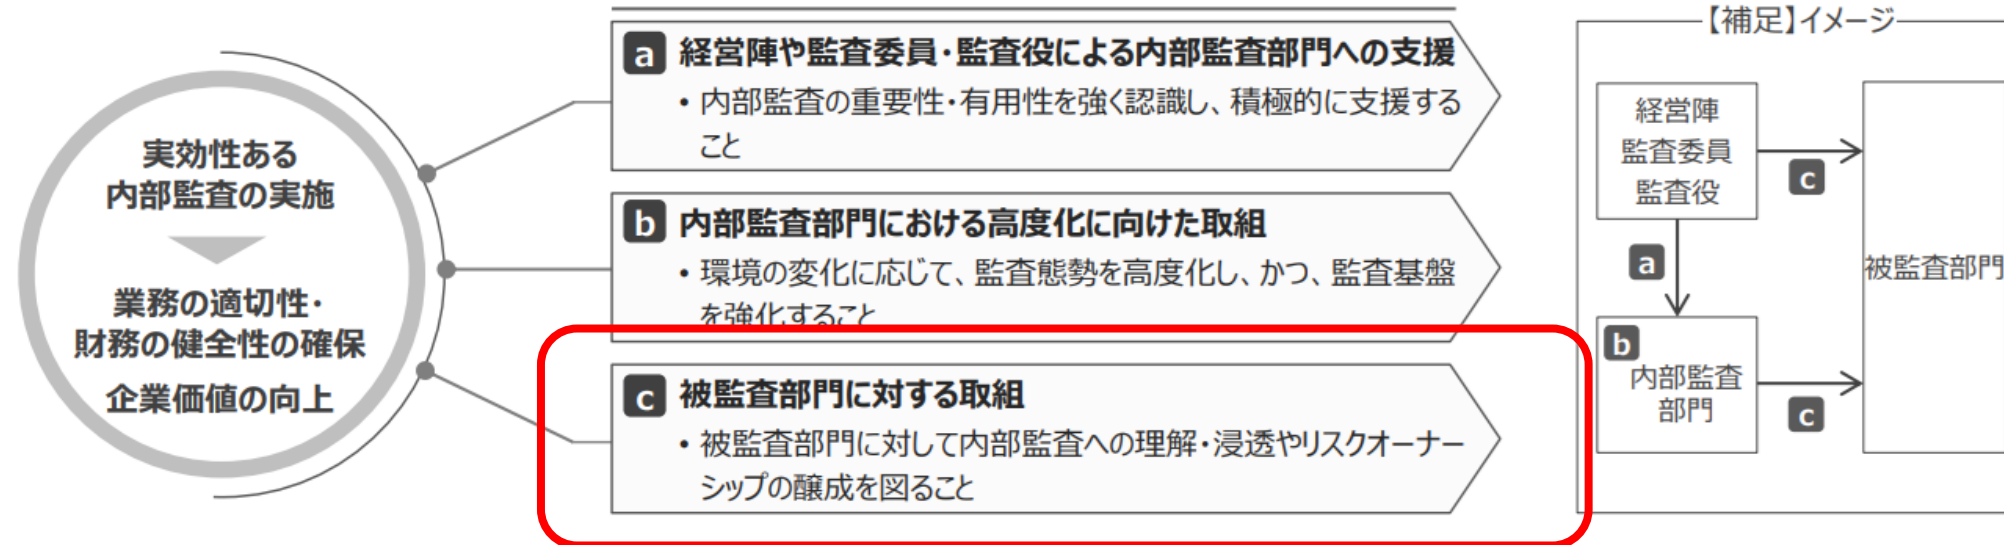 実効性ある
内部監査の実施
業務の適切性・
財務の健全性の確保
企業価値の向上
a 経営陣や監査委員・監査役による内部監査部門への支援
• 内部監査の重要性・有用性を強く認識し、積極的に支援する
こと
b 内部監査部門における高度化に向けた取組
• 環境の変化に応じて、監査態勢を高度化し、かつ、監査基盤
を強化すること
c 被監査部門に対する取組
• 被監査部門に対して内部監査への理解・浸透やリスクオーナー
シップの醸成を図ること
【補足】イメージ
経営陣
監査委員
監査役
c
a
被監査部門
b
内部監査
部門
c